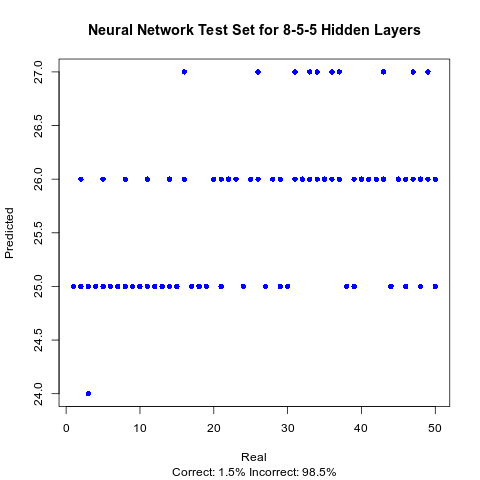 Neural Network Test Set for 8-5-5 Hidden Layers
27.0
26.5
26.0
25.5
25.0
24.5
24.0
Predicted
0 10 20 30 40 50
Real
Correct: 1.5% Incorrect: 98.5%